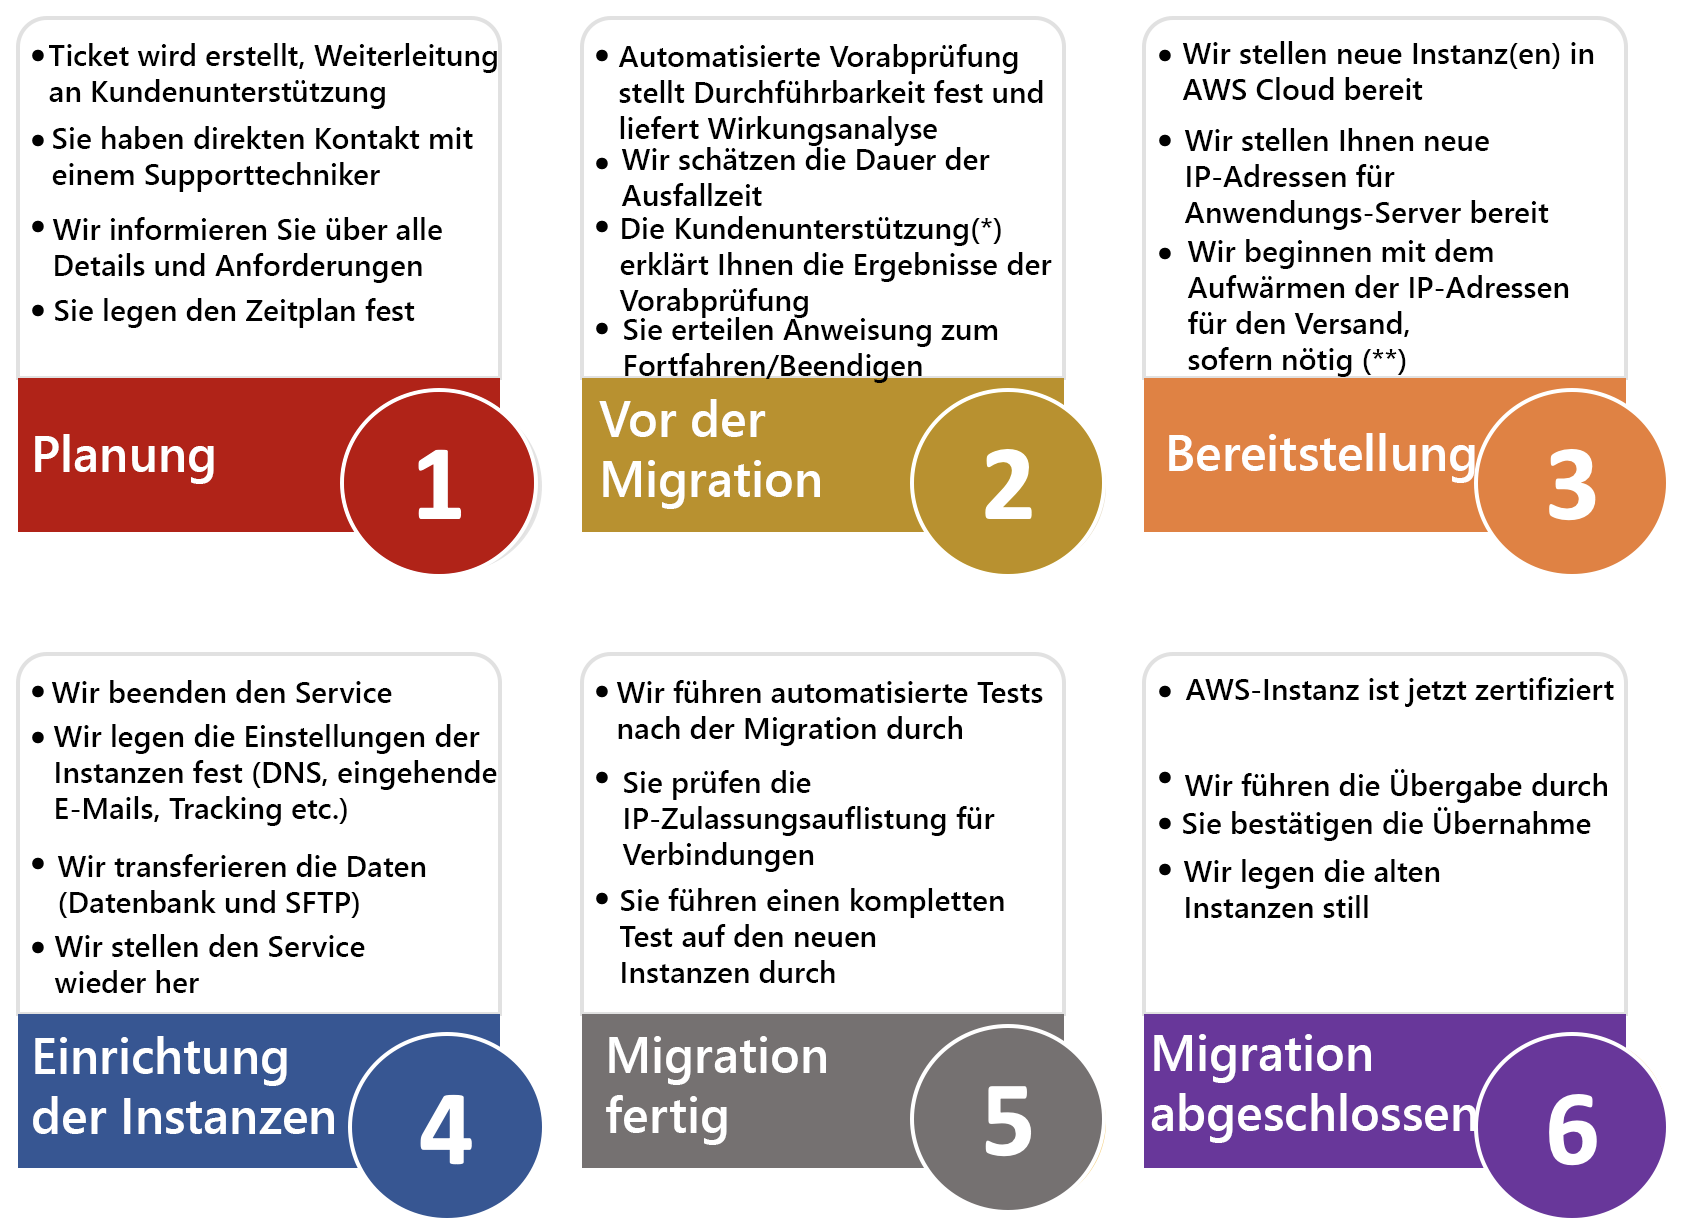 •Ticket wird erstellt, Weiterleitung
an Kundenunterstützung
• Sie haben direkten Kontakt mit
einem Supporttechniker
• Wir informieren Sie über alle
Details und Anforderungen
• Sie legen den Zeitplan fest
Planung
1
• Automatisierte Vorabprüfung
stellt Durchführbarkeit fest und
liefert Wirkungsanalyse
• Wir schätzen die Dauer der
Ausfallzeit
• Die Kundenunterstützung(*)
erklärt Ihnen die Ergebnisse der
Vorabprüfung
• Sie erteilen Anweisung zum
Fortfahren/Beendigen
Vor der
Migration
2
• Wir stellen neue Instanz(en) in
AWS Cloud bereit
• Wir stellen Ihnen neue
IP-Adressen für
Anwendungs-Server bereit
• Wir beginnen mit dem
Aufwärmen der IP-Adressen
für den Versand,
sofern nötig (**)
Bereitstellung
3
• Wir beenden den Service
• Wir legen die Einstellungen der
Instanzen fest (DNS, eingehende
E-Mails, Tracking etc.)
• Wir transferieren die Daten
(Datenbank und SFTP)
• Wir stellen den Service
wieder her
Einrichtung
der Instanzen
4
• Wir führen automatisierte Tests
nach der Migration durch
• Sie prüfen die
IP-Zulassungsauflistung für
Verbindungen
• Sie führen einen kompletten
Test auf den neuen
Instanzen durch
Migration
fertig
5
• AWS-Instanz ist jetzt zertifiziert
• Wir führen die Übergabe durch
• Sie bestätigen die Übernahme
• Wir legen die alten
Instanzen still
Migration
abgeschlossen
6